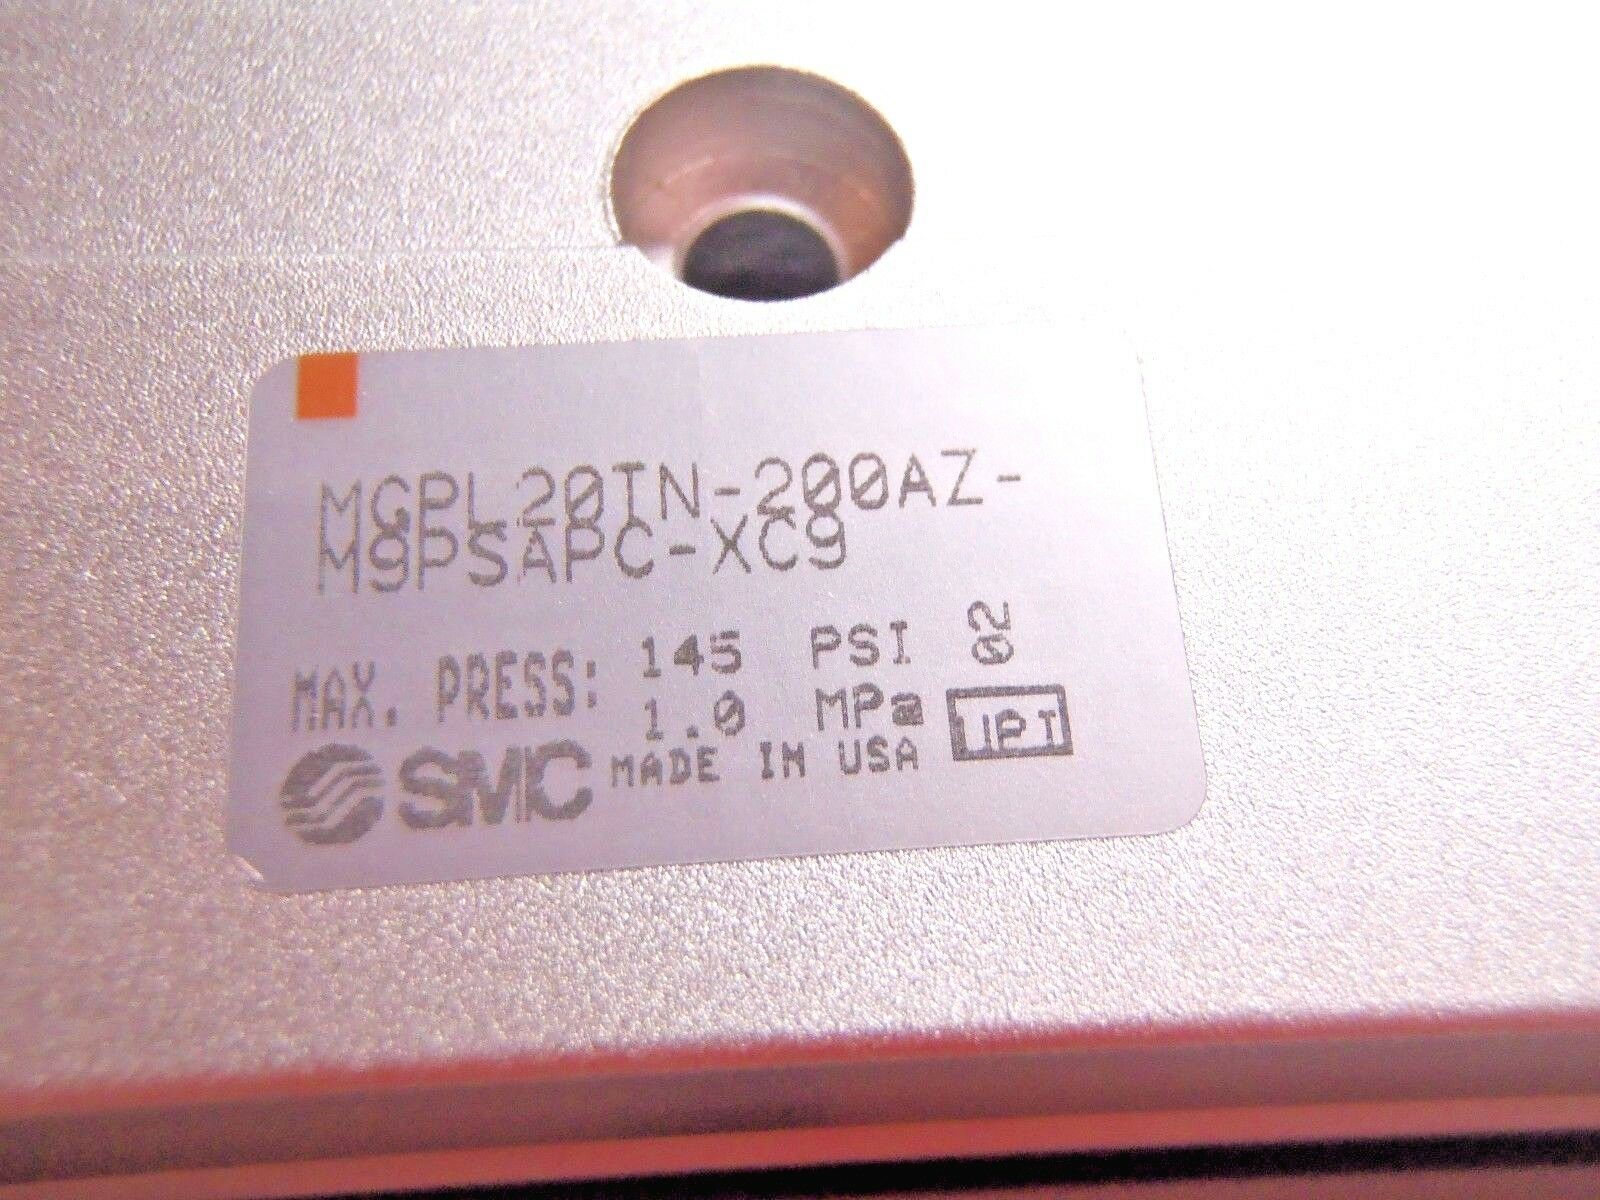 MGPL20TN-200AZ-
M9PSAPC-XC9
MAX. PRESS: 145 PSI
1.0 MPa
02
SMC MADE IN USA